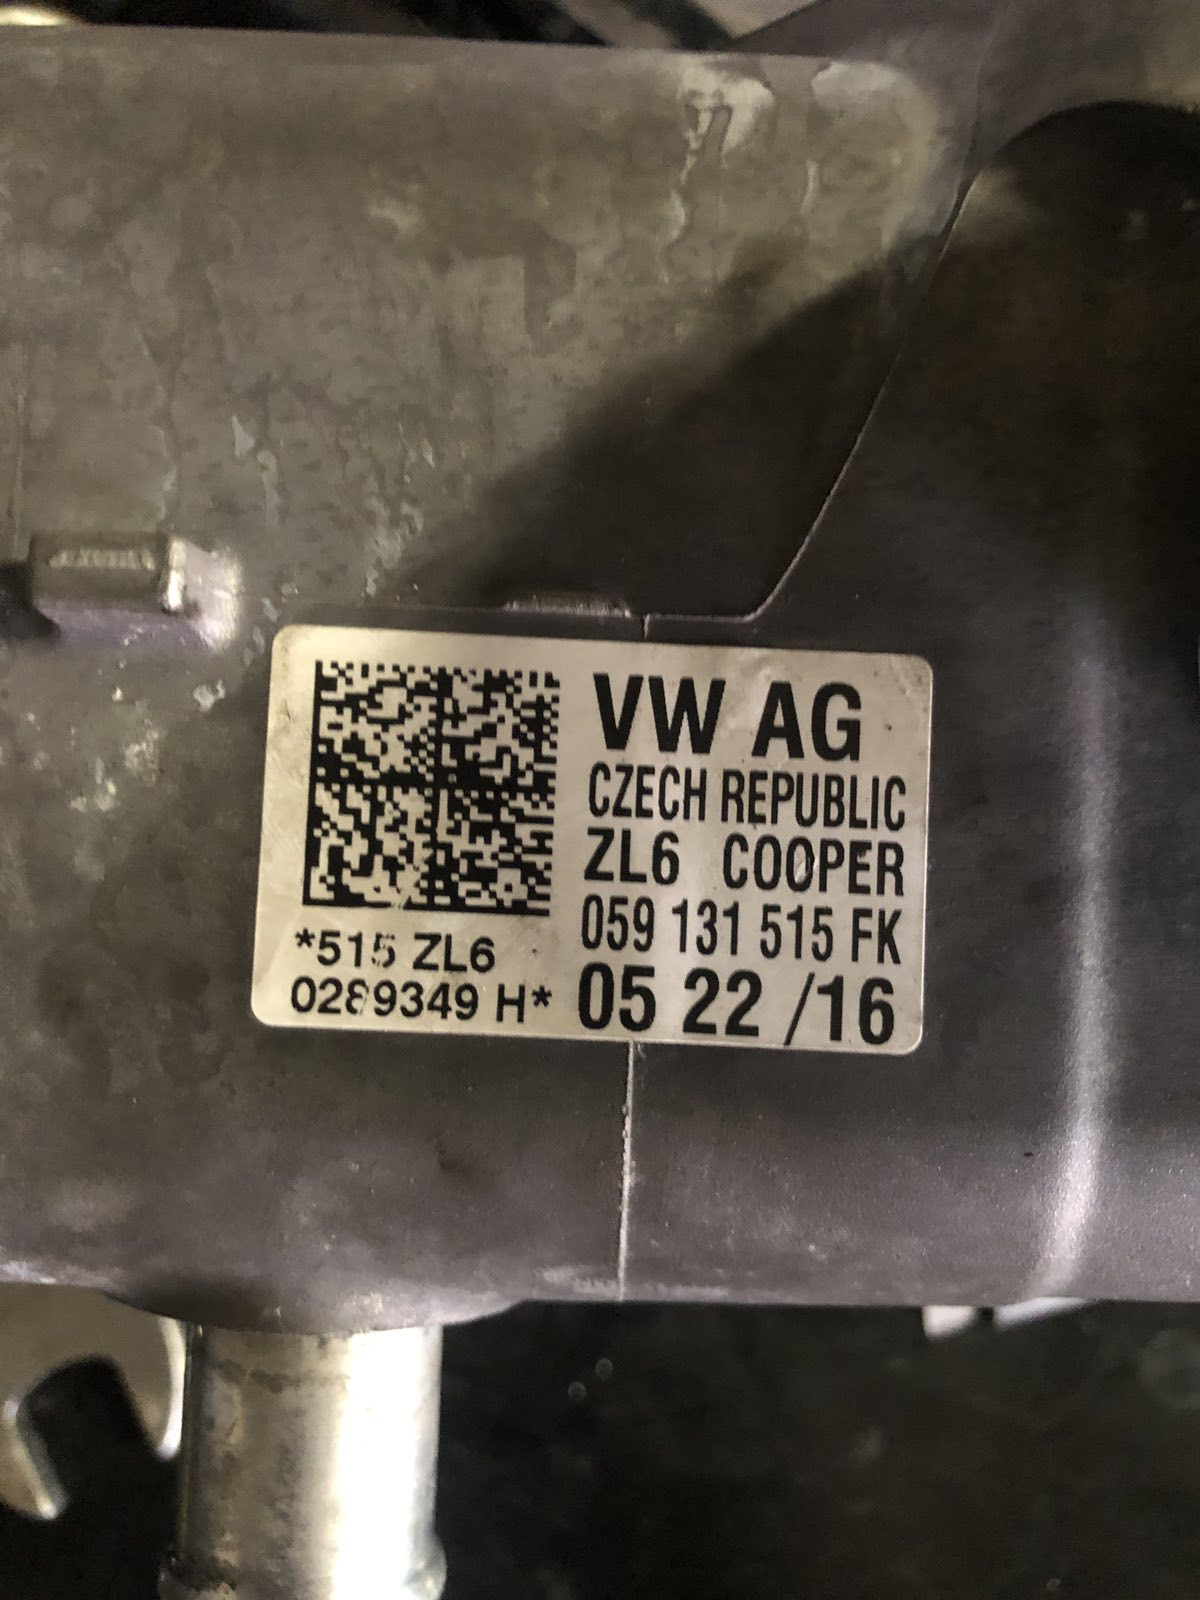 VW AG
CZECH REPUBLIC
ZL6 COOPER
059 131 515 FK
05 22 /16
*515 ZL6
0289349 H*